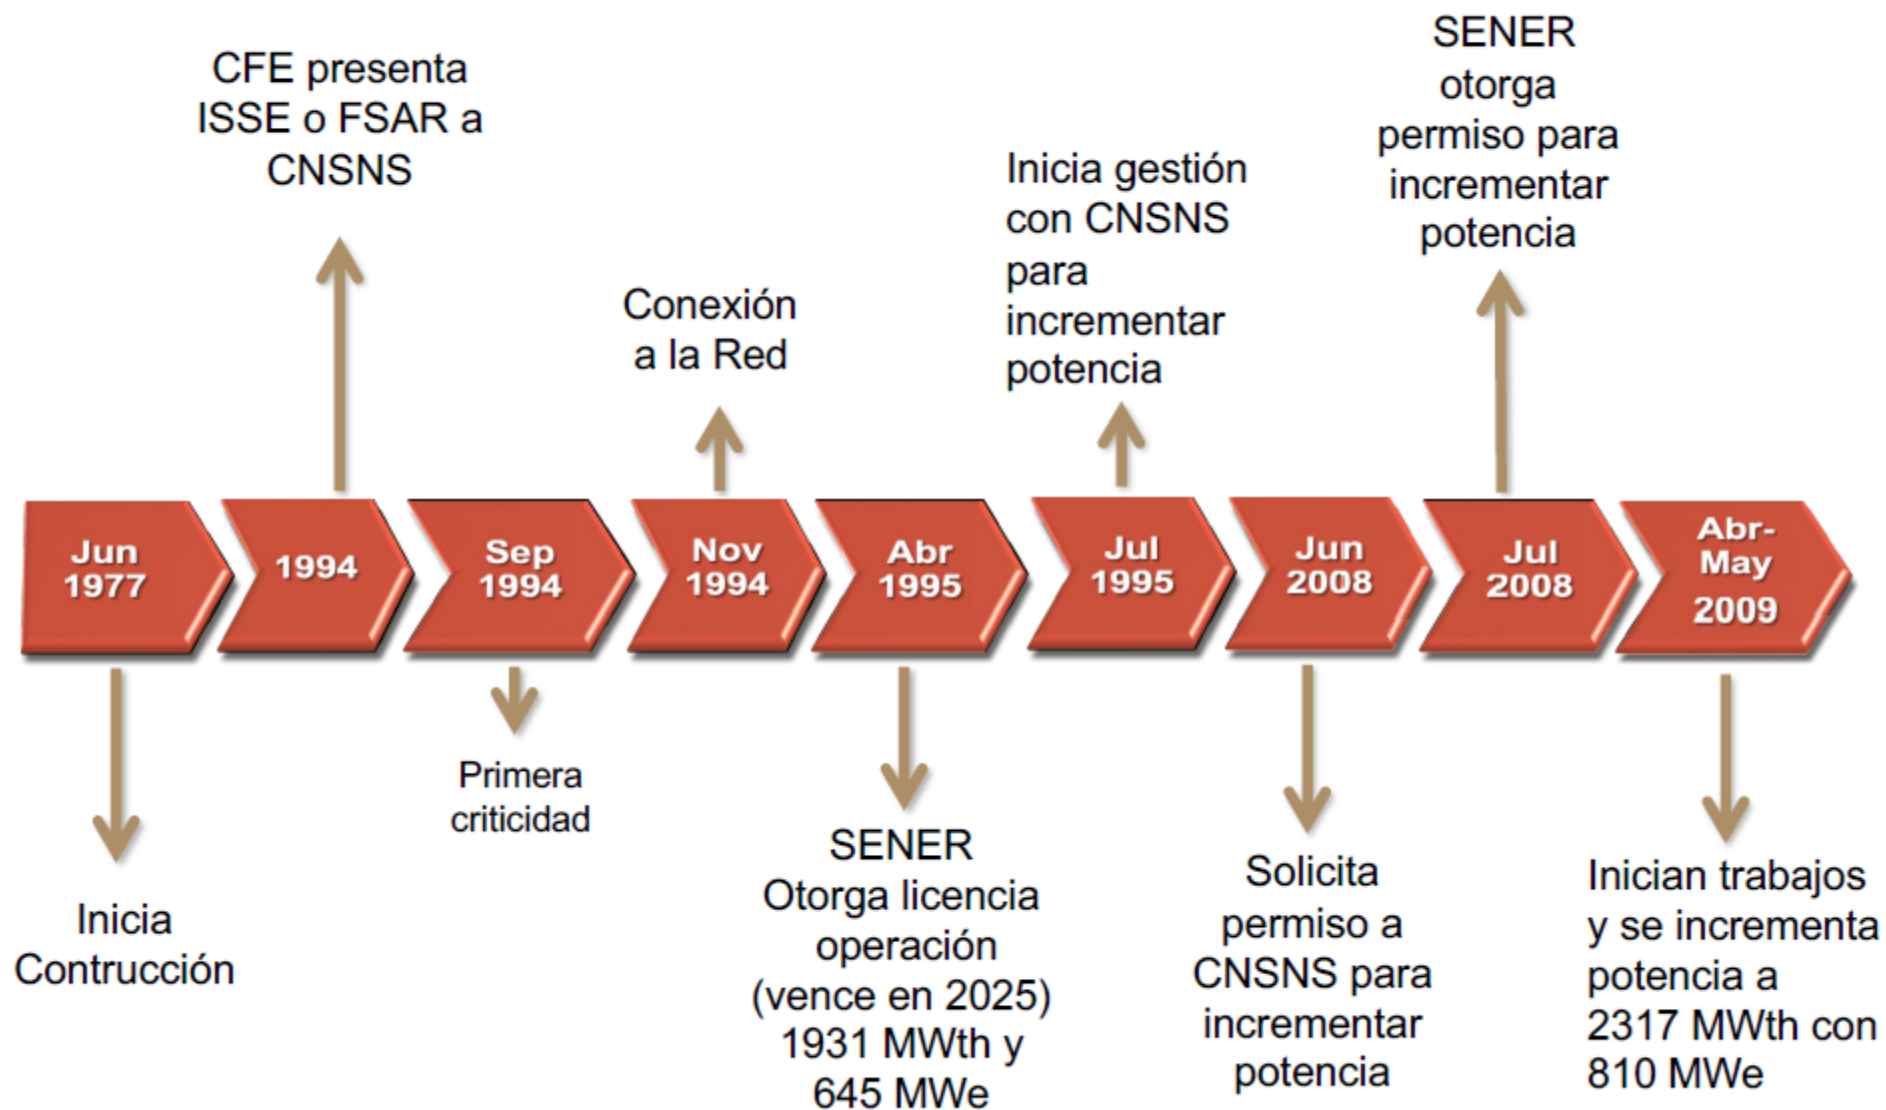 CFE presenta
ISSE o FSAR a
CNSNS
Conexión
a la Red
Inicia gestión
con CNSNS
para
incrementar
potencia
SENER
otorga
permiso para
incrementar
potencia
Jun
1977
1994
Sep
1994
Nov
1994
Abr
1995
Jul
1995
Jun
2008
Jul
2008
Abr-
May
2009
Inicia
Contrucción
Primera
criticidad
SENER
Otorga licencia
operación
(vence en 2025)
1931 MWth y
645 MWe
Solicita
permiso a
CNSNS para
incrementar
potencia
Inician trabajos
y se incrementa
potencia a
2317 MWth con
810 MWe